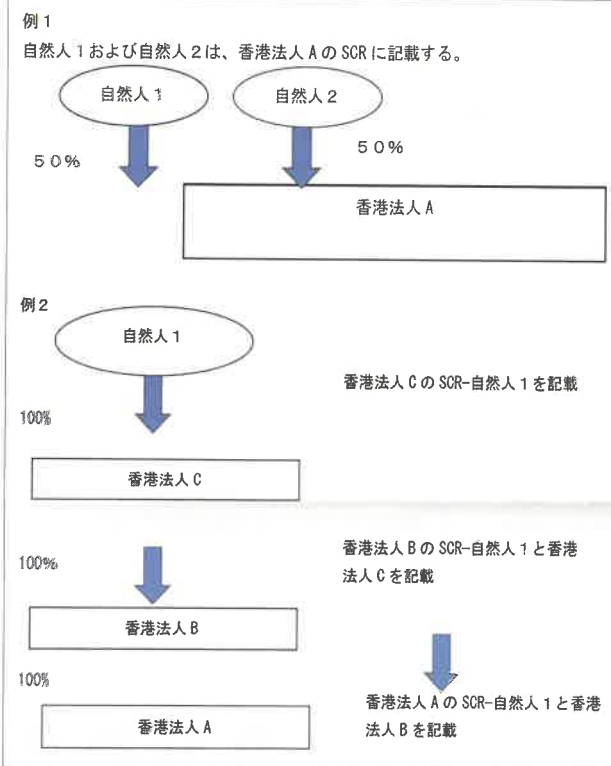 例1
自然人1および自然人2は、香港法人AのSCRに記載する。
自然人1
自然人2
50%
50%
香港法人A
例2
自然人1
香港法人CのSCR-自然人1を記載
100%
香港法人C
香港法人BのSCR-自然人1と香港
法人Cを記載
100%
香港法人B
100%
香港法人AのSCR-自然人1と香港
法人Bを記載
香港法人A